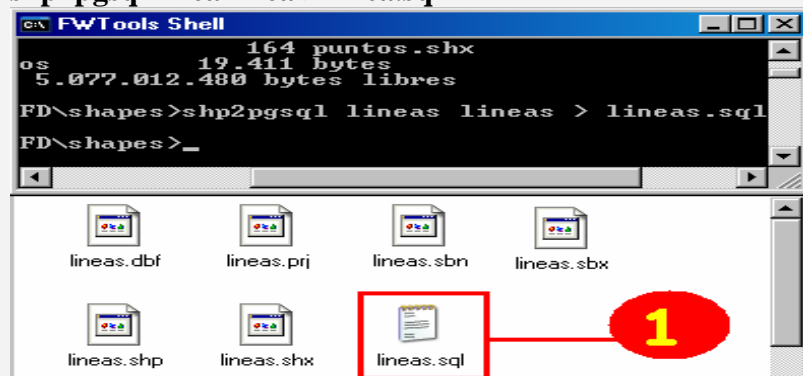 FWTools Shell
164 puntos.shx
os 19.411 bytes
5.077.012.480 bytes libres
FD\shapes>shp2pgsql lineas lineas > lineas.sql
FD\shapes>_
lineas.dbf lineas.prj lineas.sbn lineas.sbx
lineas.shp lineas.shx lineas.sql
1